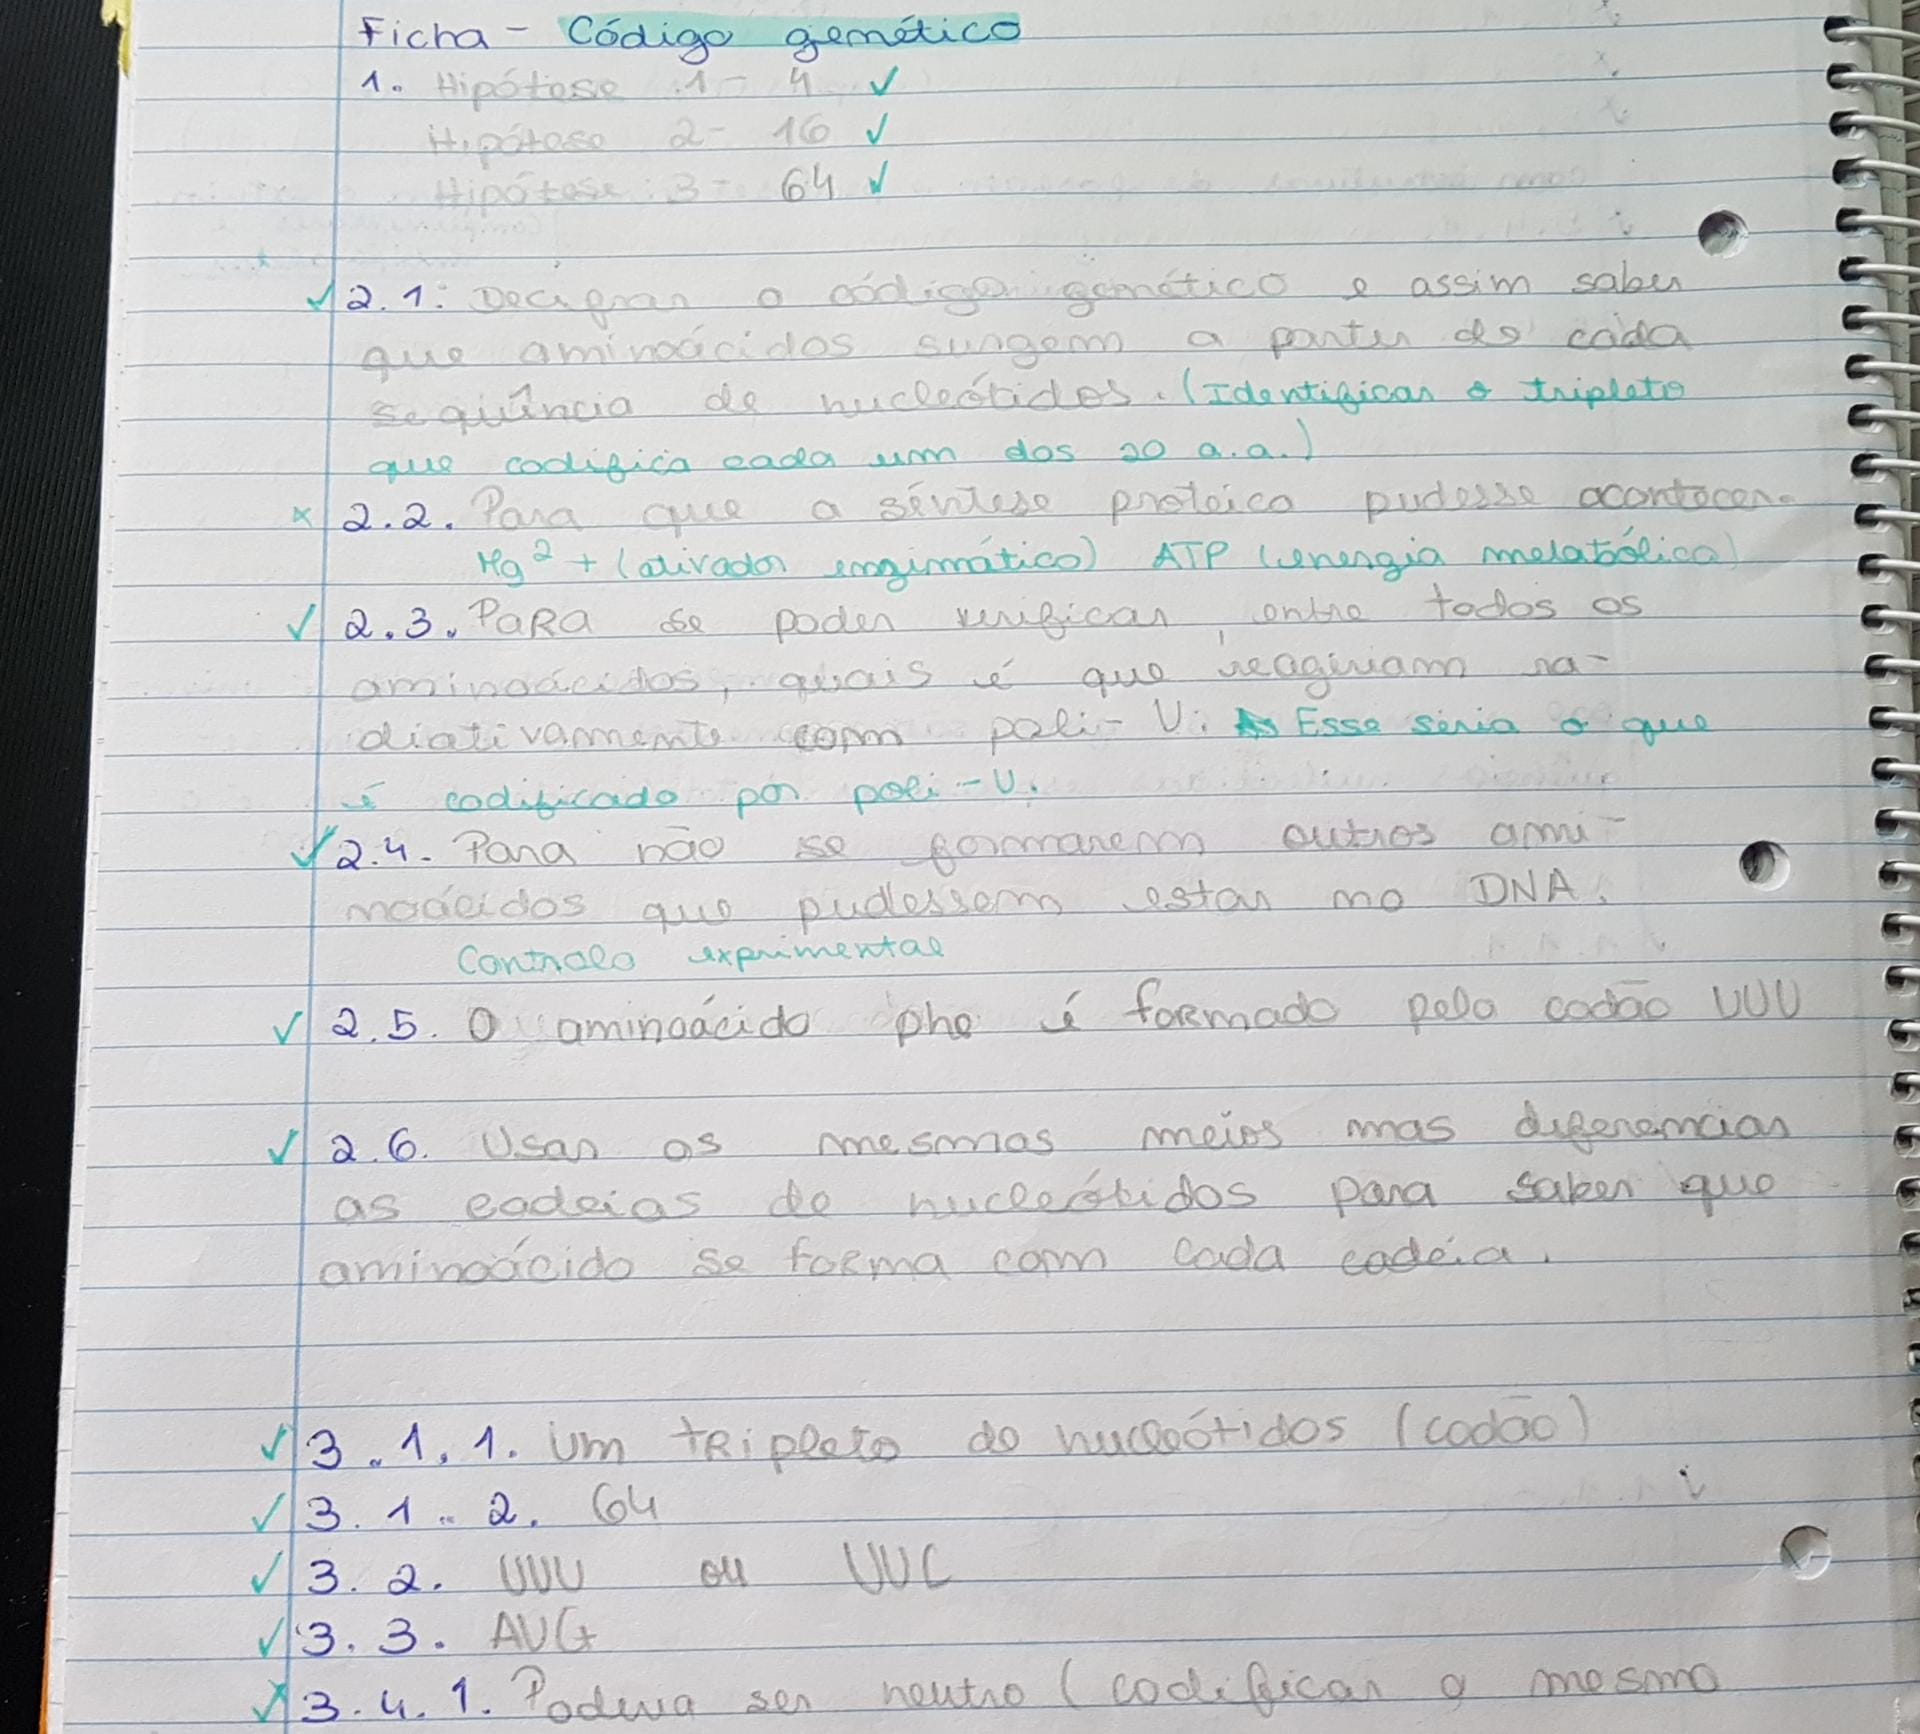 Ficha - Código genético
1. Hipótese 1 - 4 ✓
Hipótese 2 - 16 ✓
Hipótese 3 - 64 ✓
✓ 2.1. Decifrar o código genético e assim saber
que aminoácidos surgem a partir de cada
sequência de nucleótidos. (Identificar o tripleto
que codifica cada um dos 20 a.a.)
x 2.2. Para que a síntese proteica pudesse acontecer.
Mg 2+ (ativador enzimático) ATP (energia metabólica)
✓ 2.3. Para se poder verificar, entre todos os
aminoácidos, quais é que reagiriam ra-
diativamente com poli-U. Esse seria o que
é codificado por poli-U.
✓ 2.4. Para não se formarem outros ami-
noácidos que pudessem estar no DNA.
Controlo exprimental
✓ 2.5. O aminoácido phe é formado pelo codão UUU
✓ 2.6. Usar os mesmos meios mas diferenciar
as cadeias de nucleótidos para saber que
aminoácido se forma com cada cadeia.
✓ 3.1.1. Um tripleto de nucleótidos (codão)
✓ 3.1.2. 64
✓ 3.2. UUU ou UUC
✓ 3.3. AUG
✓ 3.4.1. Poderia ser neutro (codificar o mesmo